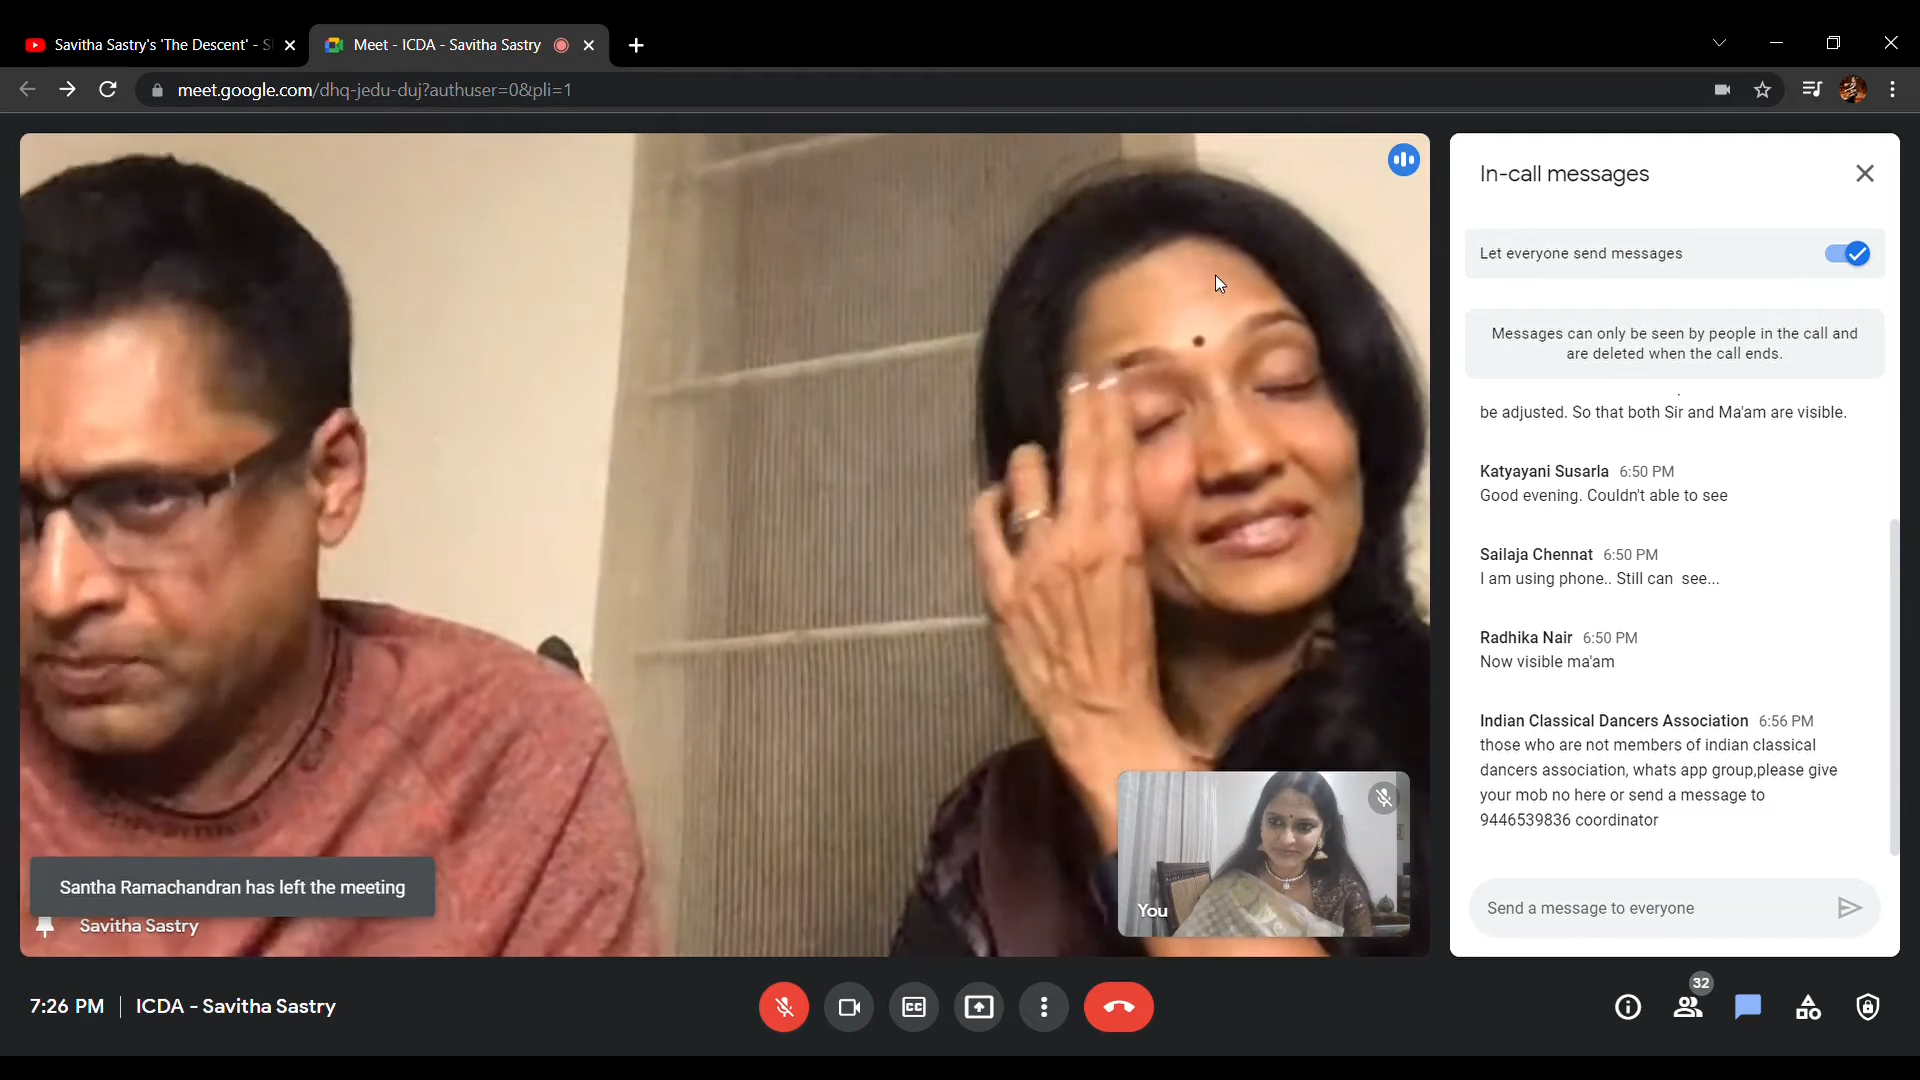 Savitha Sastry's 'The Descent' - S
Meet - ICDA - Savitha Sastry
meet.google.com/dhq-jedu-duj?authuser=0&pli=1
In-call messages
Let everyone send messages
Messages can only be seen by people in the call and
are deleted when the call ends.
be adjusted. So that both Sir and Ma'am are visible.
Katyayani Susarla 6:50 PM
Good evening. Couldn't able to see
Sailaja Chennat 6:50 PM
I am using phone.. Still can see...
Radhika Nair 6:50 PM
Now visible ma'am
Indian Classical Dancers Association 6:56 PM
those who are not members of indian classical
dancers association, whats app group,please give
your mob no here or send a message to
9446539836 coordinator
Send a message to everyone
You
Santha Ramachandran has left the meeting
Savitha Sastry
7:26 PM | ICDA - Savitha Sastry
CC
32